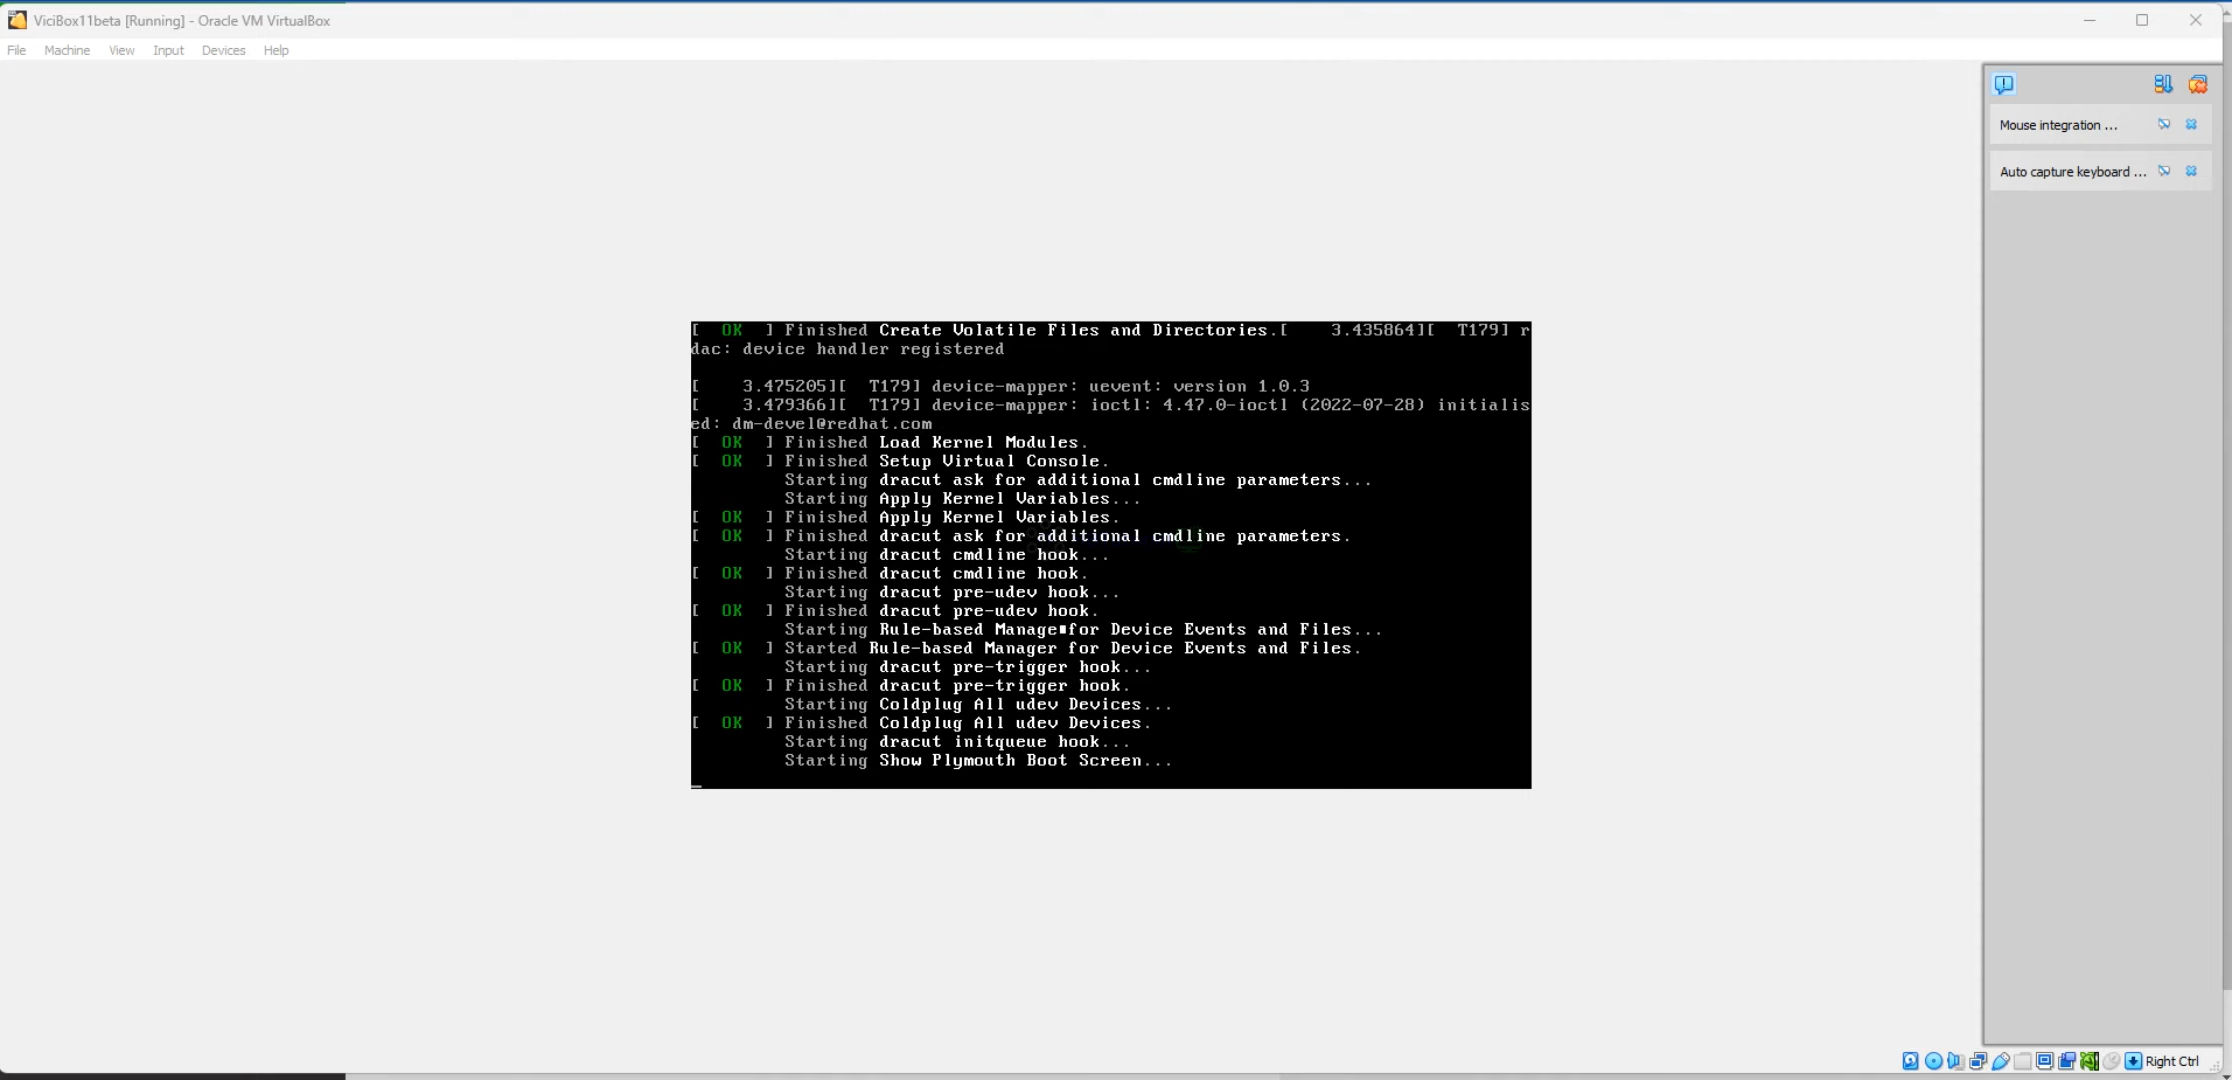 ViciBox11beta [Running] - Oracle VM VirtualBox
File Machine View Input Devices Help
Mouse integration ...
Auto capture keyboard ...
[  OK  ] Finished Create Volatile Files and Directories.[    3.435864][  T179] r
dac: device handler registered
[    3.475205][  T179] device-mapper: uevent: version 1.0.3
[    3.479366][  T179] device-mapper: ioctl: 4.47.0-ioctl (2022-07-28) initialis
ed: dm-devel@redhat.com
[  OK  ] Finished Load Kernel Modules.
[  OK  ] Finished Setup Virtual Console.
Starting dracut ask for additional cmdline parameters...
Starting Apply Kernel Variables...
[  OK  ] Finished Apply Kernel Variables.
[  OK  ] Finished dracut ask for additional cmdline parameters.
Starting dracut cmdline hook...
[  OK  ] Finished dracut cmdline hook.
Starting dracut pre-udev hook...
[  OK  ] Finished dracut pre-udev hook.
Starting Rule-based Manage∎for Device Events and Files...
[  OK  ] Started Rule-based Manager for Device Events and Files.
Starting dracut pre-trigger hook...
[  OK  ] Finished dracut pre-trigger hook.
Starting Coldplug All udev Devices...
[  OK  ] Finished Coldplug All udev Devices.
Starting dracut initqueue hook...
Starting Show Plymouth Boot Screen...
Right Ctrl